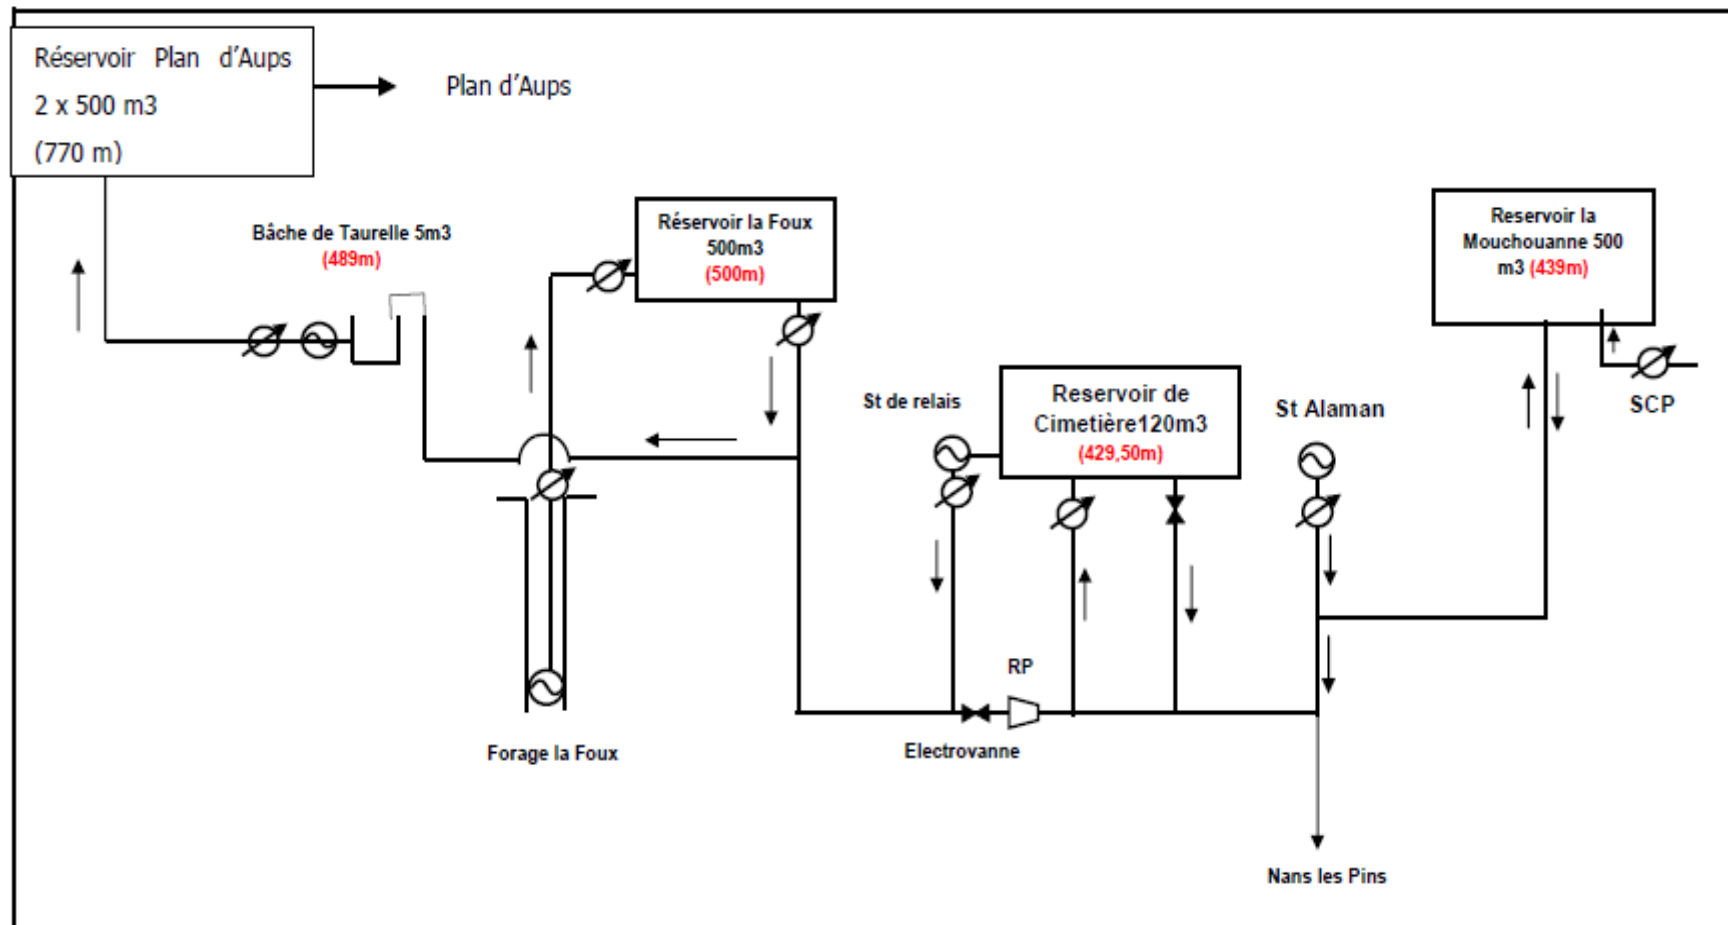 Réservoir Plan d'Aups
2 x 500 m3
(770 m)
Plan d'Aups
Bâche de Taurelle 5m3
(489m)
Réservoir la Foux
500m3
(500m)
Reservoir la
Mouchouanne 500
m3 (439m)
St de relais
Reservoir de
Cimetière120m3
(429,50m)
St Alaman
SCP
RP
Electrovanne
Forage la Foux
Nans les Pins